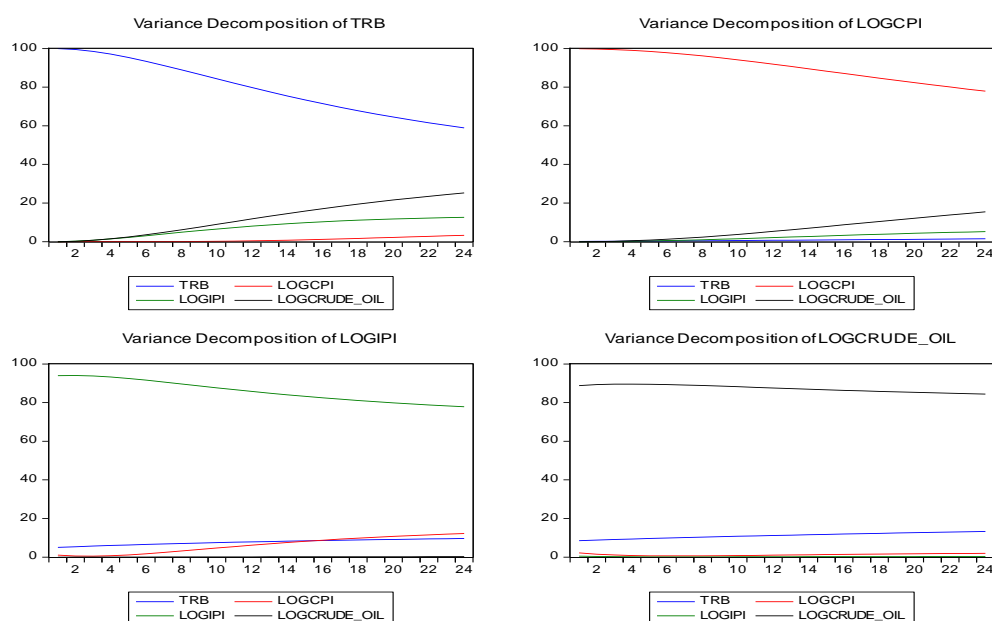 Variance Decomposition of TRB
100
80
60
40
20
0
2 4 6 8 10 12 14 16 18 20 22 24
TRB LOGCPI
LOGIPI LOGCRUDE_OIL
Variance Decomposition of LOGCPI
100
80
60
40
20
0
2 4 6 8 10 12 14 16 18 20 22 24
TRB LOGCPI
LOGIPI LOGCRUDE_OIL
Variance Decomposition of LOGIPI
100
80
60
40
20
0
2 4 6 8 10 12 14 16 18 20 22 24
TRB LOGCPI
LOGIPI LOGCRUDE_OIL
Variance Decomposition of LOGCRUDE_OIL
100
80
60
40
20
0
2 4 6 8 10 12 14 16 18 20 22 24
TRB LOGCPI
LOGIPI LOGCRUDE_OIL